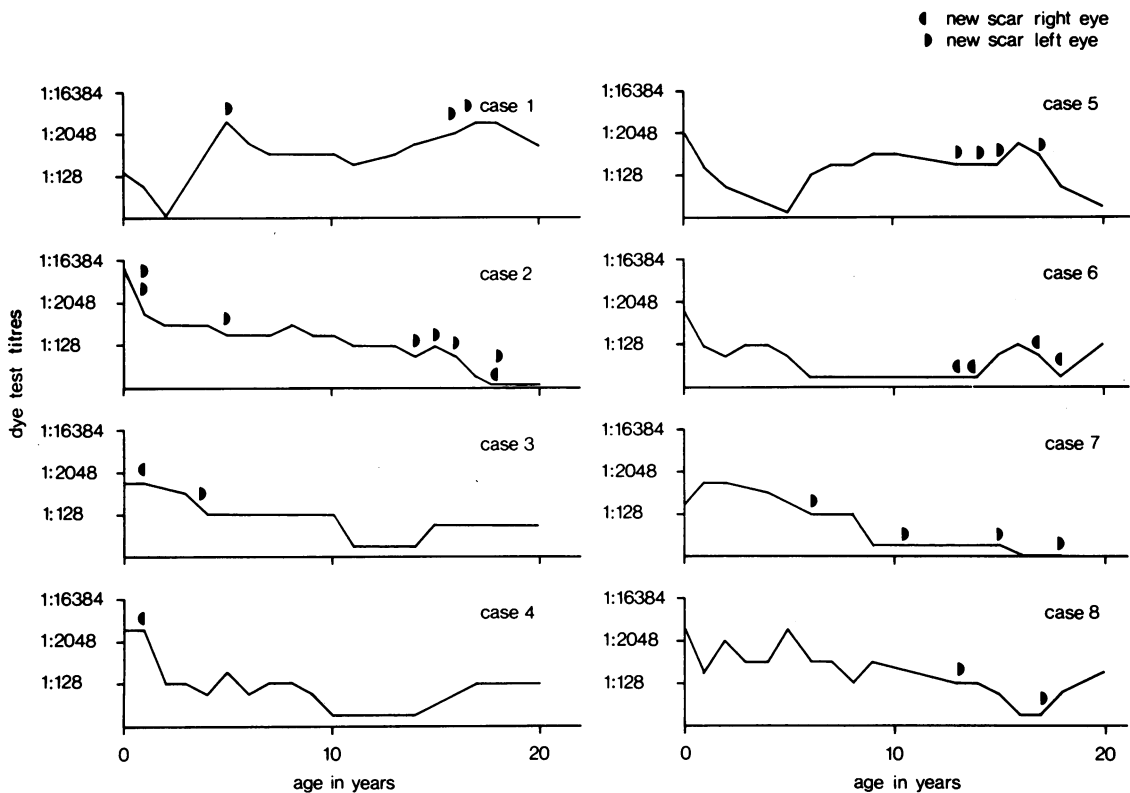 new scar right eye
new scar left eye
dye test titres
1:16384
1:2048
1:128
case 1
1:16384
1:2048
1:128
case 2
1:16384
1:2048
1:128
case 3
1:16384
1:2048
1:128
case 4
0
10
20
age in years
1:16384
1:2048
1:128
case 5
1:16384
1:2048
1:128
case 6
1:16384
1:2048
1:128
case 7
1:16384
1:2048
1:128
case 8
0
10
20
age in years